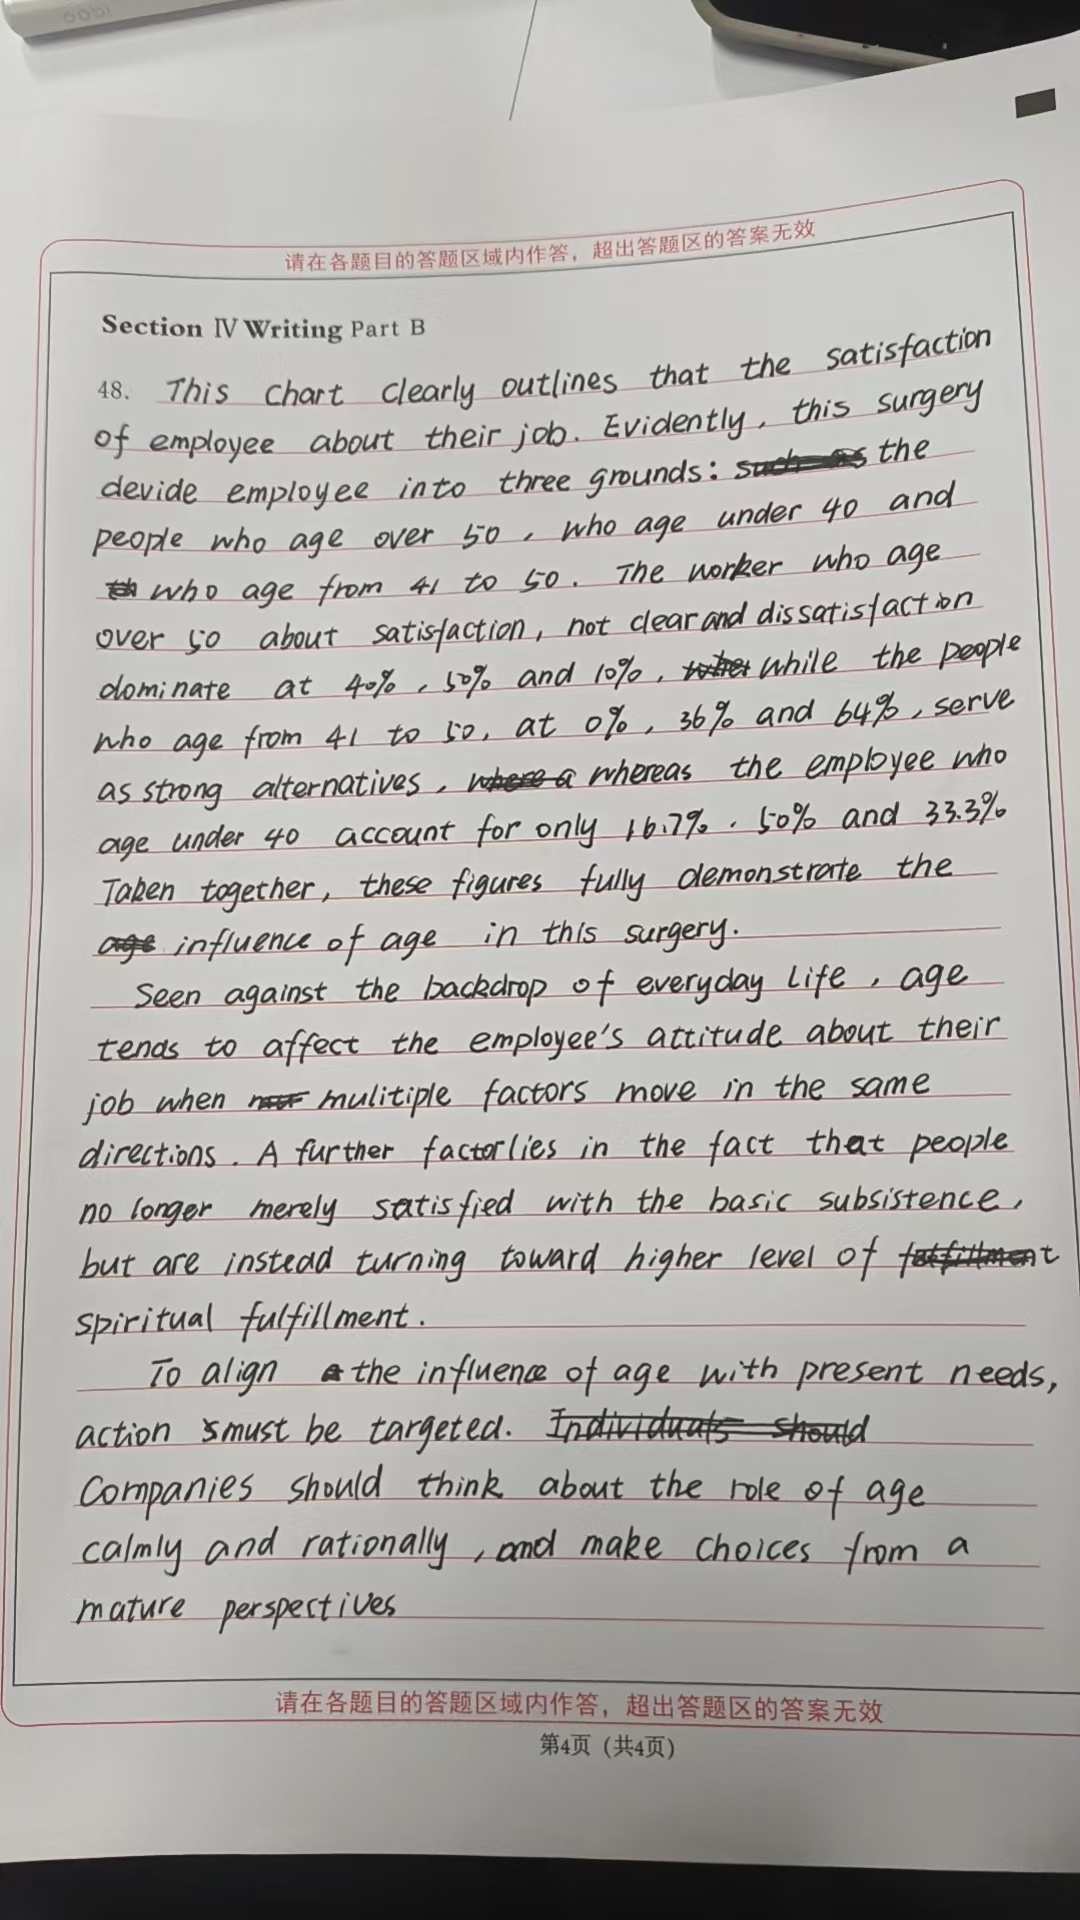 请在各题目的答题区域内作答，超出答题区的答案无效
Section Ⅳ Writing Part B
48. This chart clearly outlines that the satisfaction
of employee about their job. Evidently, this surgery
devide employee into three grounds: such as the
people who age over 50, who age under 40 and
th who age from 41 to 50. The worker who age
over 50 about satisfaction, not clear and dissatisfaction
dominate at 40%, 50% and 10%, wher while the people
who age from 41 to 50, at 0%, 36% and 64%, serve
as strong alternatives, where a whereas the employee who
age under 40 account for only 16.7%. 50% and 33.3%
Taken together, these figures fully demonstrate the
age influence of age in this surgery.
Seen against the backdrop of everyday life, age
tends to affect the employee's attitude about their
job when mulitiple factors move in the same
directions. A further factor lies in the fact that people
no longer merely satisfied with the basic subsistence,
but are instead turning toward higher level of fulfillment
spiritual fulfillment.
To align the influence of age with present needs,
action must be targeted. Individuals should
Companies should think about the role of age
calmly and rationally, and make choices from a
mature perspectives
请在各题目的答题区域内作答，超出答题区的答案无效
第4页（共4页）